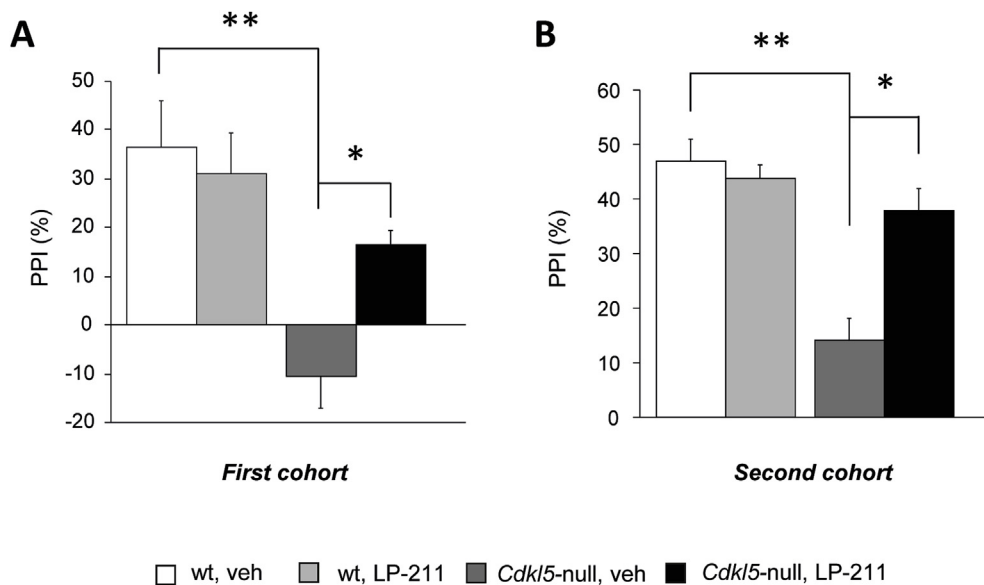 A
**
*
PPI (%)
50
40
30
20
10
0
-10
-20
First cohort
B
**
*
PPI (%)
60
50
40
30
20
10
0
Second cohort
wt, veh wt, LP-211 Cdkl5-null, veh Cdkl5-null, LP-211